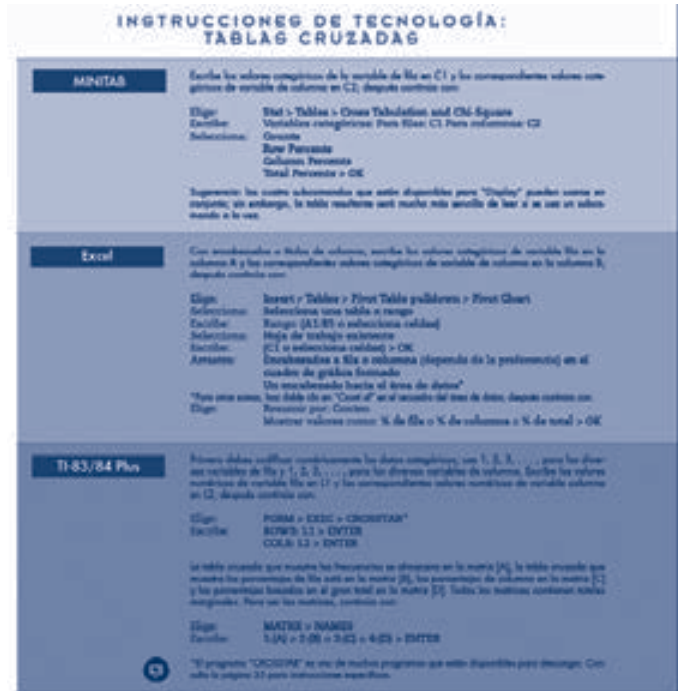 INSTRUCCIONES DE TECNOLOGÍA:
TABLAS CRUZADAS
MINITAB
Escribe los valores categóricos de la variable de fila en C1 y los correspondientes valores cate-
góricos de variable de columna en C2; después continúa con:
Elige: Stat > Tables > Cross Tabulation and Chi-Square
Escribe: Variables categóricas: Para filas: C1 Para columnas: C2
Selecciona: Counts
Row Percents
Column Percents
Total Percents > OK
Sugerencia: los cuatro subcomandos que están disponibles para "Display" pueden usarse en
conjunto; sin embargo, la tabla resultante será mucho más sencilla de leer si se usa un subco-
mando a la vez.
Excel
Con encabezados o títulos de columna, escribe los valores categóricos de variable fila en la
columna A y los correspondientes valores categóricos de variable de columna en la columna B;
después continúa con:
Elige: Insert > Tables > Pivot Table pulldown > Pivot Chart
Selecciona: Selecciona una tabla o rango
Escribe: Rango: (A1:B5 o selecciona celdas)
Selecciona: Hoja de trabajo existente
Escribe: (C1 o selecciona celdas) > OK
Arrastra: Encabezados a fila o columna (depende de la preferencia) en el
cuadro de gráfica formado
Un encabezado hacia el área de datos*
*Para otras sumas, haz doble clic en "Count of" en el recuadro del área de datos; después continúa con:
Elige: Resumir por: Conteo
Mostrar valores como: % de fila o % de columna o % de total > OK
TI-83/84 Plus
Primero debes codificar numéricamente los datos categóricos; usa 1, 2, 3, . . . , para las diver-
sas variables de fila y 1, 2, 3, . . . , para las diversas variables de columna. Escribe los valores
numéricos de variable fila en L1 y los correspondientes valores numéricos de variable columna
en L2; después continúa con:
Elige: PRGM > EXEC > CROSSTAB*
Escribe: ROWS: L1 > ENTER
COLS: L2 > ENTER
La tabla cruzada que muestra las frecuencias se almacena en la matriz [A], la tabla cruzada que
muestra los porcentajes de fila está en la matriz [B], los porcentajes de columna en la matriz [C]
y los porcentajes basados en el gran total en la matriz [D]. Todas las matrices contienen totales
marginales. Para ver las matrices, continúa con:
Elige: MATRX > NAMES
Escribe: 1:[A] o 2:[B] o 3:[C] o 4:[D] > ENTER
*El programa "CROSSTAB" es uno de muchos programas que están disponibles para descargar. Con-
sulta la página 35 para instrucciones específicas.